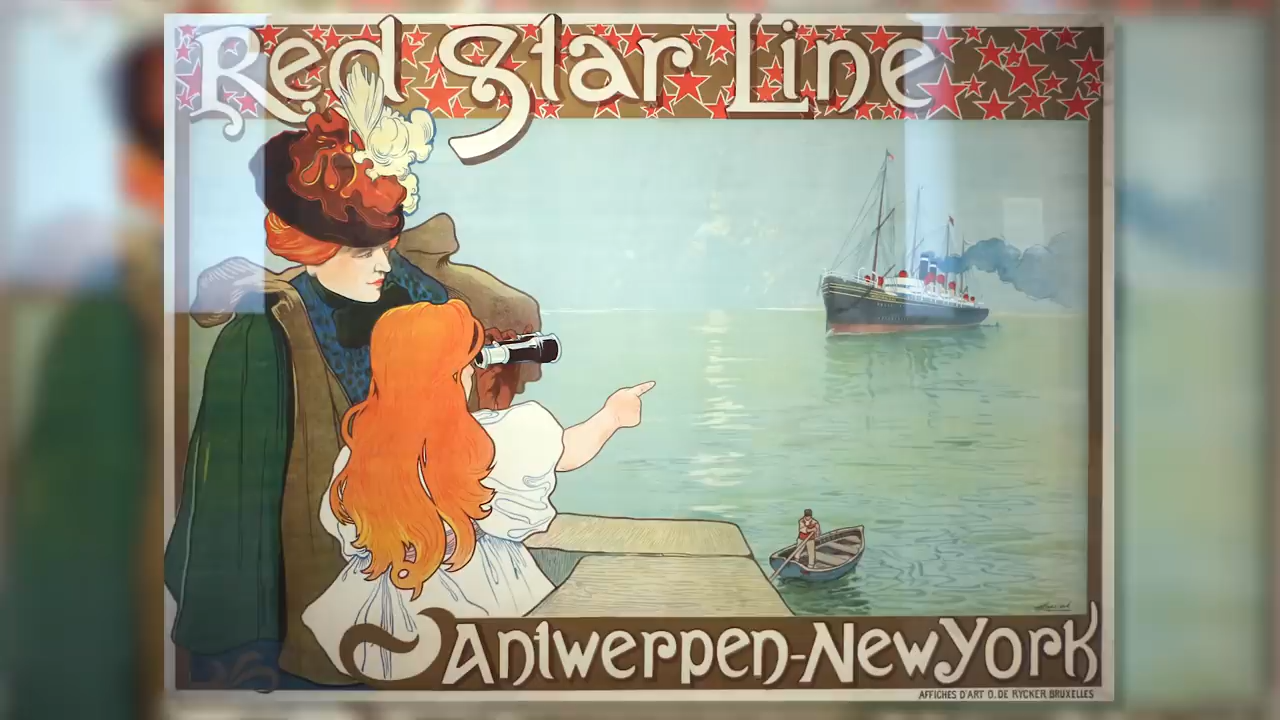 Red Star Line
Antwerpen-New York
AFFICHES D'ART O. DE RYCKER BRUXELLES